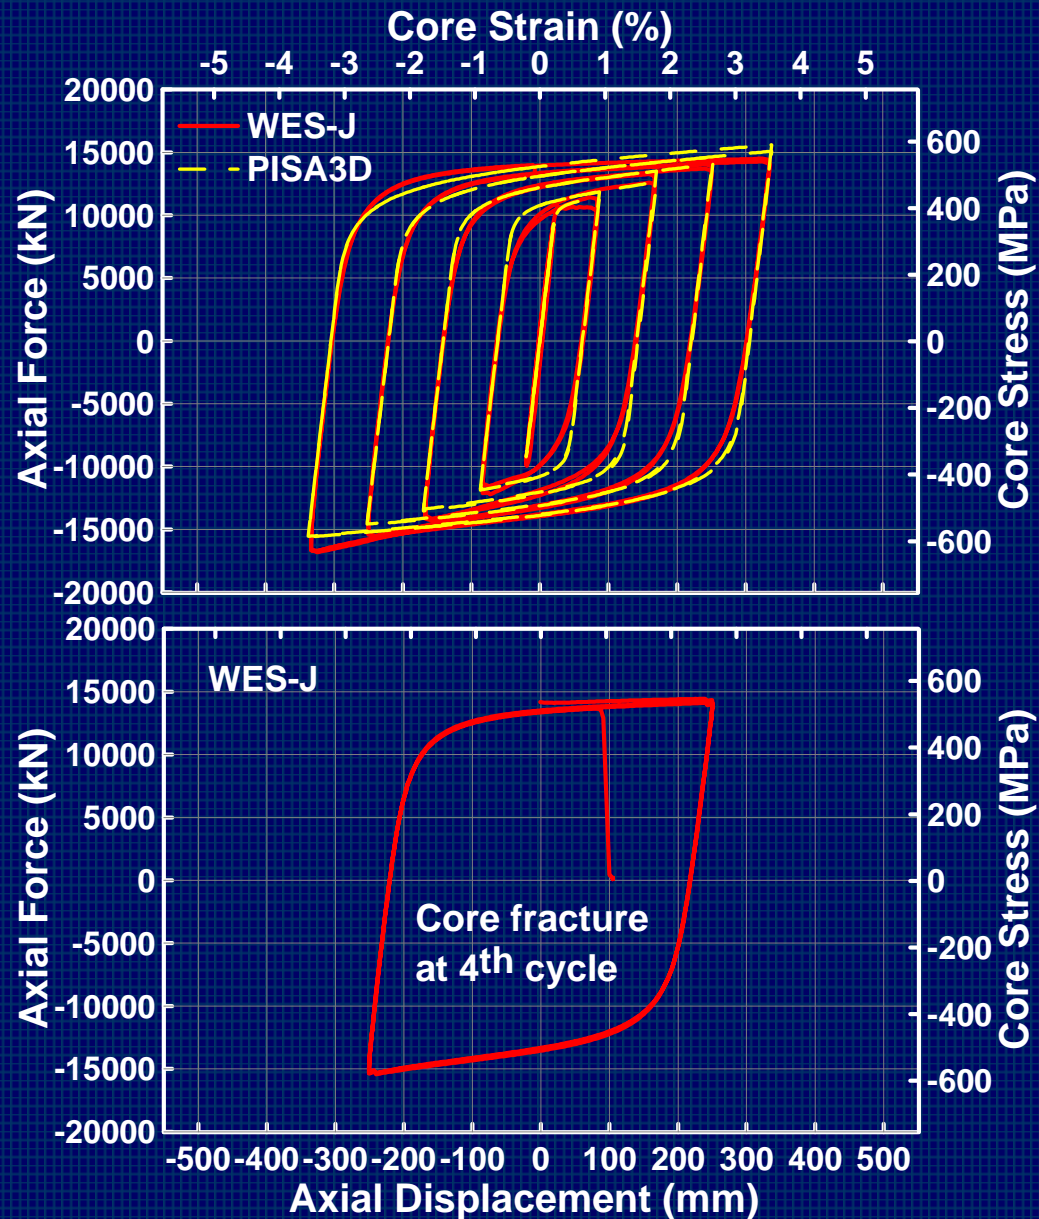 Core Strain (%)
-5 -4 -3 -2 -1 0 1 2 3 4 5
20000
15000
10000
5000
0
-5000
-10000
-15000
-20000
Axial Force (kN)
WES-J
PISA3D
600
400
200
0
-200
-400
-600
Core Stress (MPa)
20000
15000
10000
5000
0
-5000
-10000
-15000
-20000
Axial Force (kN)
WES-J
Core fracture
at 4th cycle
600
400
200
0
-200
-400
-600
Core Stress (MPa)
-500 -400 -300 -200 -100 0 100 200 300 400 500
Axial Displacement (mm)